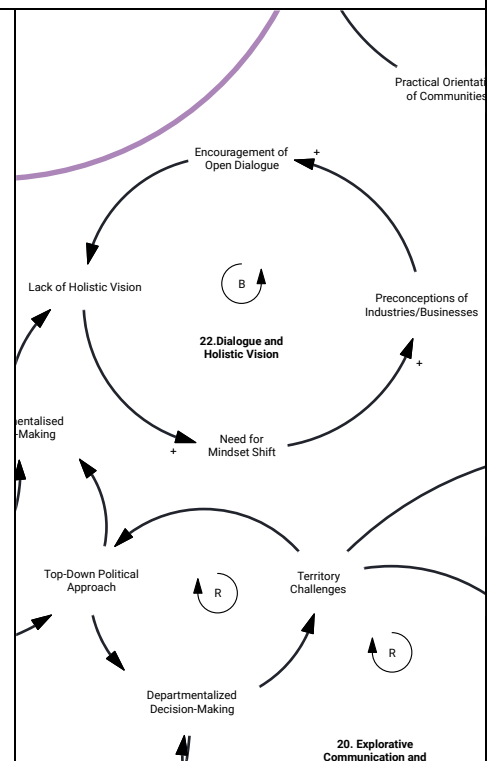 Practical Orientati
of Communities
+
Encouragement of
Open Dialogue
Lack of Holistic Vision
B
Preconceptions of
Industries/Businesses
22.Dialogue and
Holistic Vision
+
entalised
-Making
Need for
Mindset Shift
+
Top-Down Political
Approach
R
Territory
Challenges
R
Departmentalized
Decision-Making
20. Explorative
Communication and